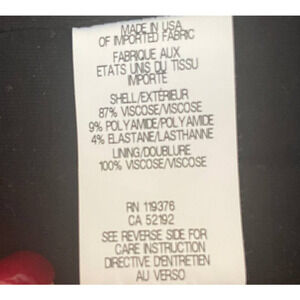 MADE IN USA
OF IMPORTED FABRIC
FABRIQUE AUX
ETATS UNIS DU TISSU
IMPORTE
SHELL/EXTÉRIEUR
87% VISCOSE/VISCOSE
9% POLYAMIDE/POLYAMIDE
4% ELASTANE/LASTHANNE
LINING/DOUBLURE
100% VISCOSE/VISCOSE
RN 119376
CA 52192
SEE REVERSE SIDE FOR
CARE INSTRUCTION
DIRECTIVE D'ENTRETIEN
AU VERSO